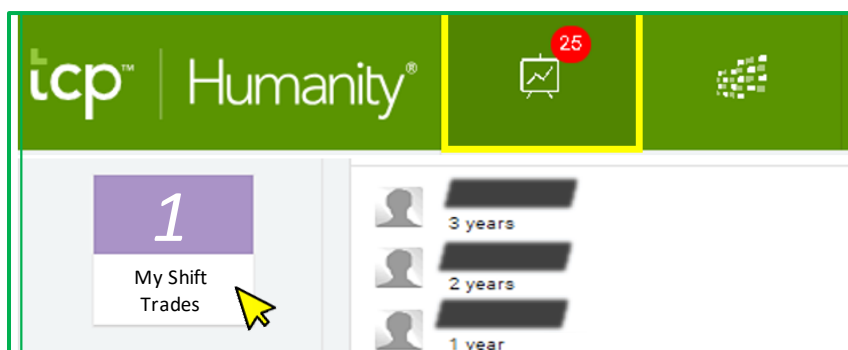 tcp™ | Humanity®
25
1
My Shift
Trades
3 years
2 years
1 year